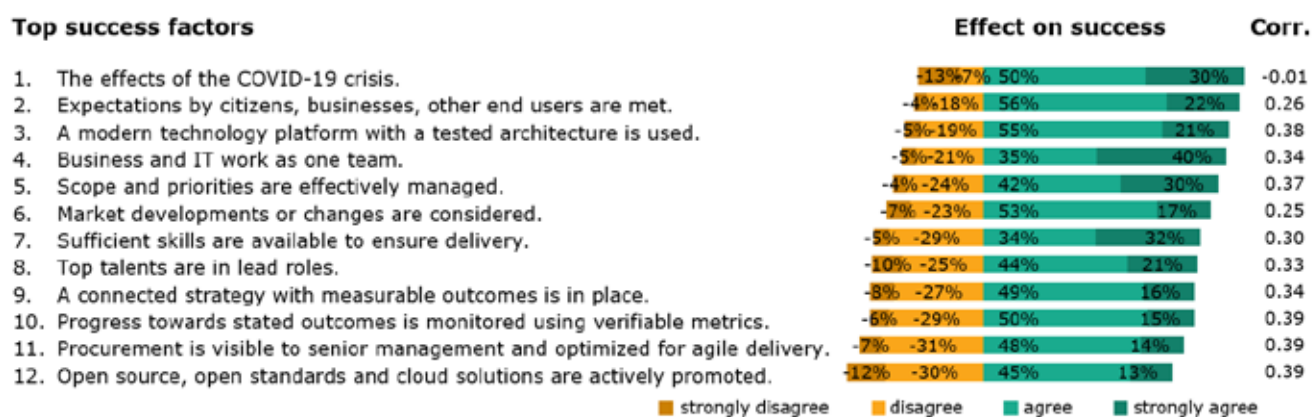 Top success factors Effect on success Corr.
1. The effects of the COVID-19 crisis. -13% -7% 50% 30% -0.01
2. Expectations by citizens, businesses, other end users are met. -4% -18% 56% 22% 0.26
3. A modern technology platform with a tested architecture is used. -5% -19% 55% 21% 0.38
4. Business and IT work as one team. -5% -21% 35% 40% 0.34
5. Scope and priorities are effectively managed. -4% -24% 42% 30% 0.37
6. Market developments or changes are considered. -7% -23% 53% 17% 0.25
7. Sufficient skills are available to ensure delivery. -5% -29% 34% 32% 0.30
8. Top talents are in lead roles. -10% -25% 44% 21% 0.33
9. A connected strategy with measurable outcomes is in place. -8% -27% 49% 16% 0.34
10. Progress towards stated outcomes is monitored using verifiable metrics. -6% -29% 50% 15% 0.39
11. Procurement is visible to senior management and optimized for agile delivery. -7% -31% 48% 14% 0.39
12. Open source, open standards and cloud solutions are actively promoted. -12% -30% 45% 13% 0.39
strongly disagree disagree agree strongly agree